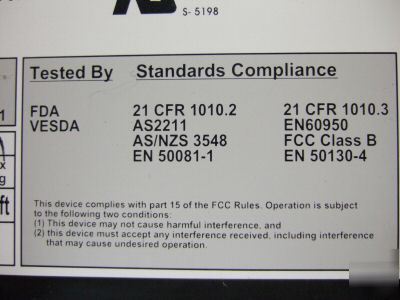 S- 5198
Tested By Standards Compliance
FDA 21 CFR 1010.2 21 CFR 1010.3
VESDA AS2211 EN60950
AS/NZS 3548 FCC Class B
EN 50081-1 EN 50130-4
This device complies with part 15 of the FCC Rules. Operation is subject
to the following two conditions:
(1) This device may not cause harmful interference, and
(2) this device must accept any interference received, including interference
that may cause undesired operation.